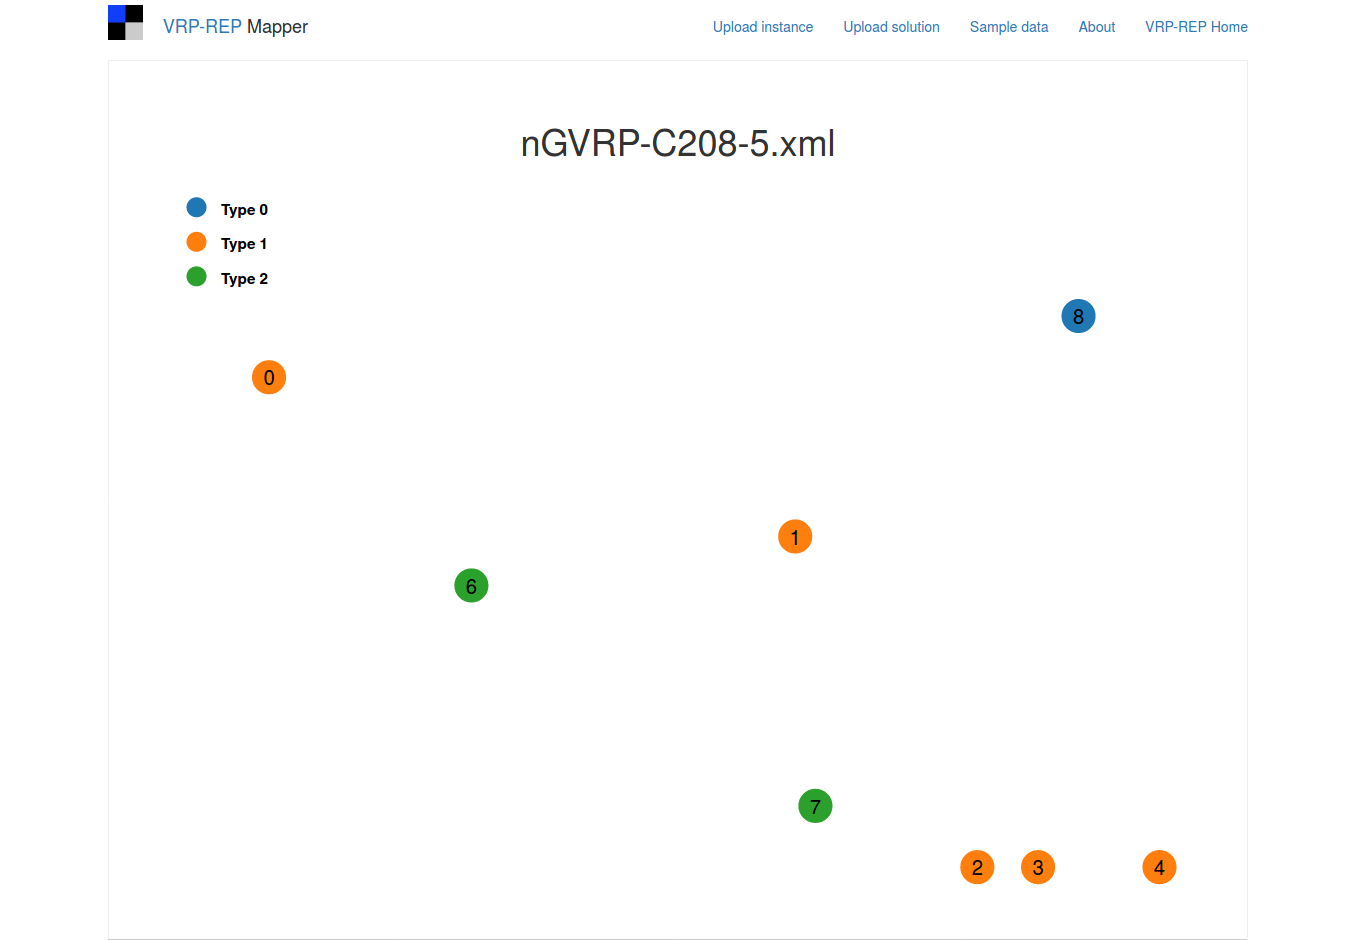 VRP-REP Mapper Upload instance Upload solution Sample data About VRP-REP Home
nGVRP-C208-5.xml
Type 0
Type 1
Type 2
8
0
1
6
7
2 3 4